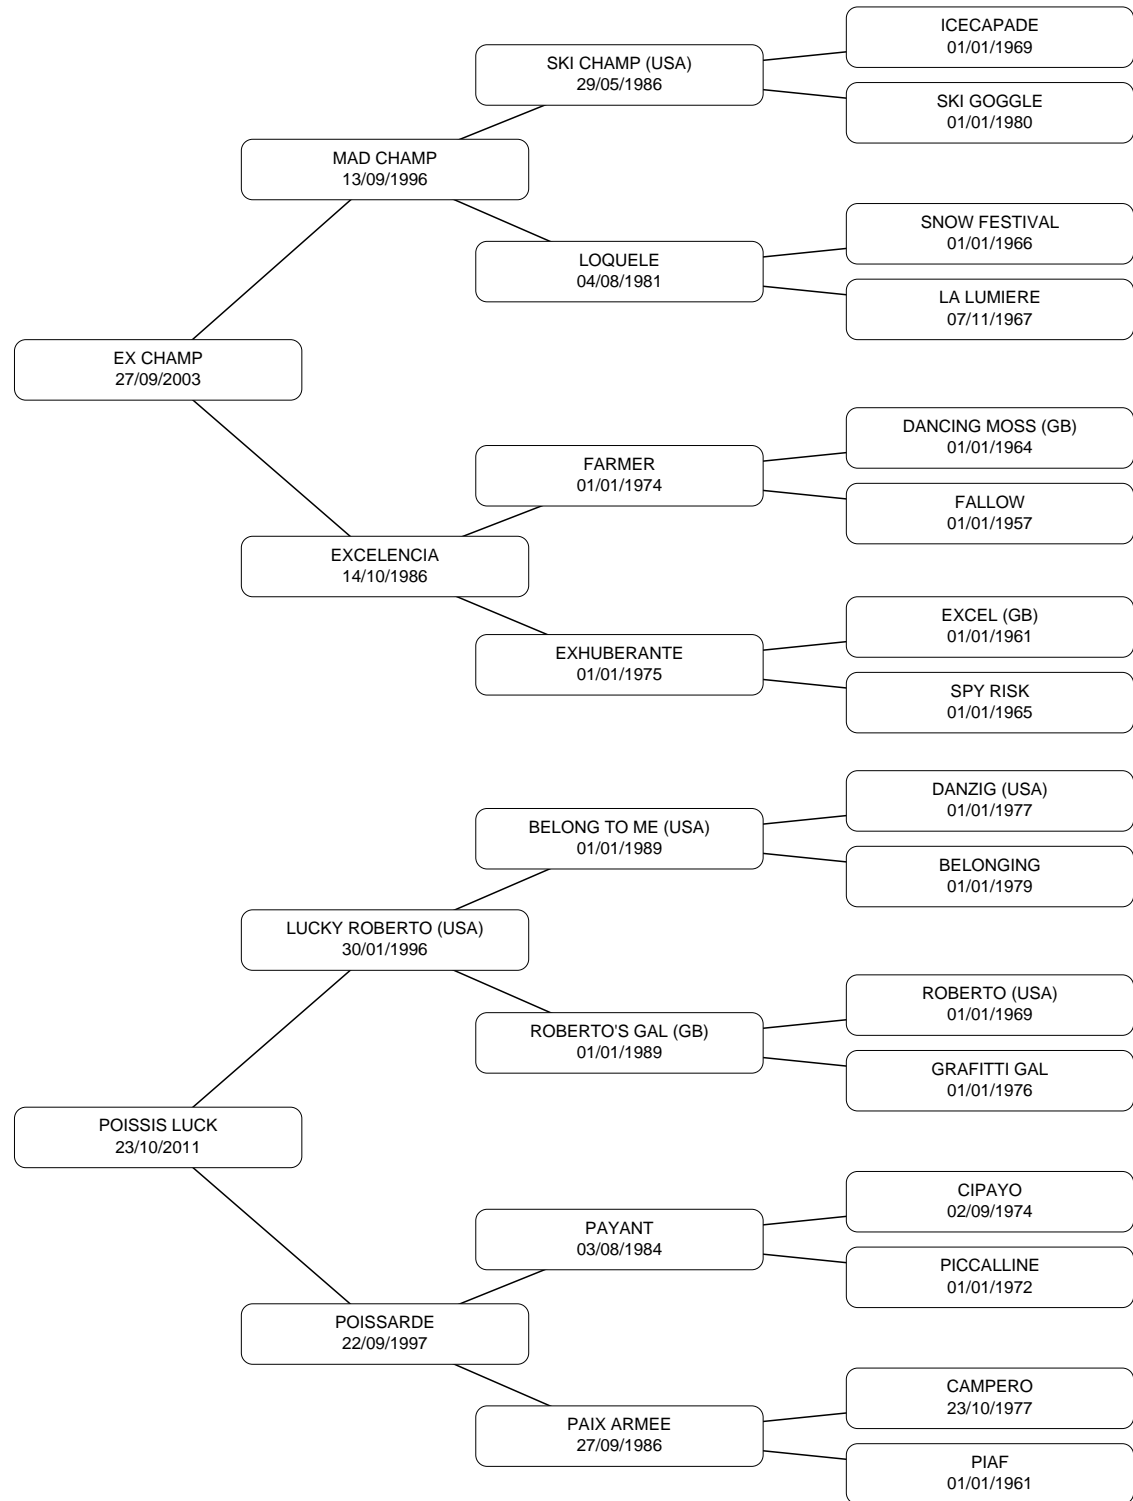 ICECAPADE
01/01/1969
SKI CHAMP (USA)
29/05/1986
SKI GOGGLE
01/01/1980
MAD CHAMP
13/09/1996
SNOW FESTIVAL
01/01/1966
LOQUELE
04/08/1981
LA LUMIERE
07/11/1967
EX CHAMP
27/09/2003
DANCING MOSS (GB)
01/01/1964
FARMER
01/01/1974
FALLOW
01/01/1957
EXCELENCIA
14/10/1986
EXCEL (GB)
01/01/1961
EXHUBERANTE
01/01/1975
SPY RISK
01/01/1965
DANZIG (USA)
01/01/1977
BELONG TO ME (USA)
01/01/1989
BELONGING
01/01/1979
LUCKY ROBERTO (USA)
30/01/1996
ROBERTO (USA)
01/01/1969
ROBERTO'S GAL (GB)
01/01/1989
GRAFITTI GAL
01/01/1976
POISSIS LUCK
23/10/2011
CIPAYO
02/09/1974
PAYANT
03/08/1984
PICCALLINE
01/01/1972
POISSARDE
22/09/1997
CAMPERO
23/10/1977
PAIX ARMEE
27/09/1986
PIAF
01/01/1961